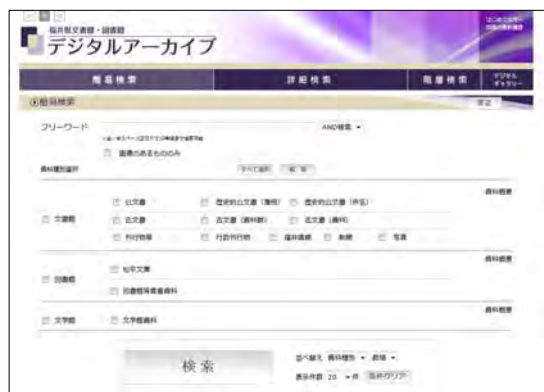 福井県文書館・図書館
デジタルアーカイブ
簡易検索 詳細検索 階層検索 デジタルギャラリー
簡易検索
フリーワード AND検索
画像のあるもののみ
資料種別選択 すべて選択 解除
資料概要
文書館 公文書 歴史的公文書（簿冊） 歴史的公文書（件名）
古文書 古文書（資料群） 古文書（資料）
刊行物等 行政刊行物 新聞 写真
資料概要
図書館 松平文庫
図書館等貴重資料
資料概要
文学館 文学館資料
検索
並べ替え 資料種別 昇順
表示件数 20 件 条件クリア